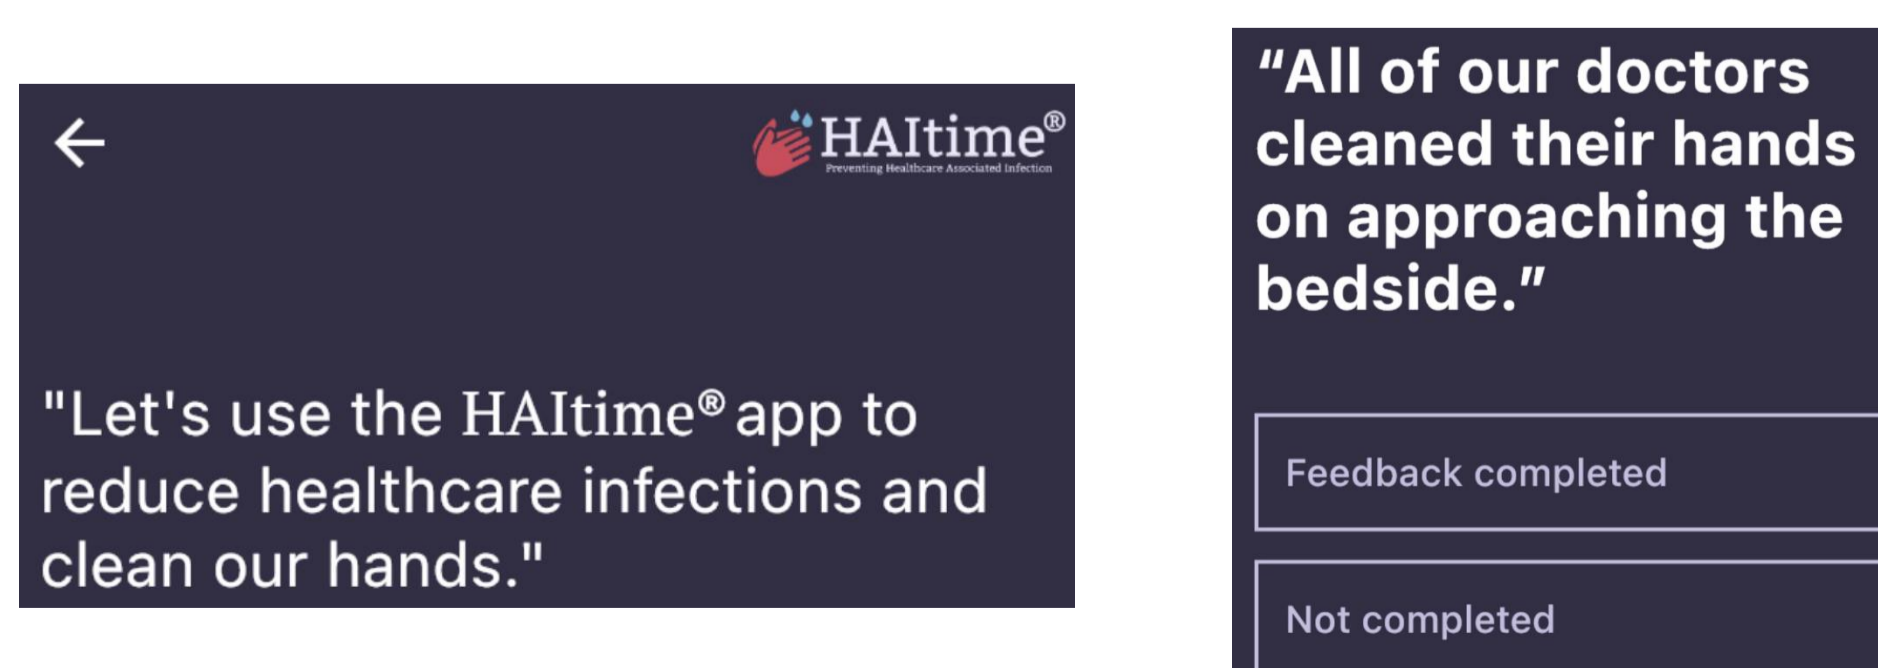 HAItime®
Preventing Healthcare Associated Infection
"Let's use the HAItime® app to
reduce healthcare infections and
clean our hands."
“All of our doctors
cleaned their hands
on approaching the
bedside.”
Feedback completed
Not completed